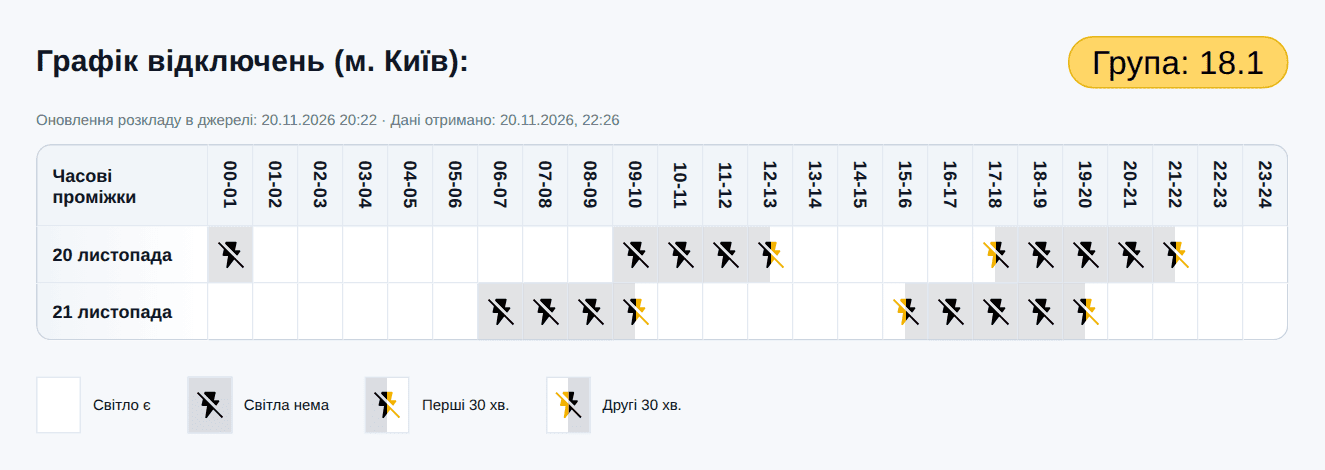 Графік відключень (м. Київ):
Група: 18.1
Оновлення розкладу в джерелі: 20.11.2026 20:22 · Дані отримано: 20.11.2026, 22:26
Часові
проміжки
00-01
01-02
02-03
03-04
04-05
05-06
06-07
07-08
08-09
09-10
10-11
11-12
12-13
13-14
14-15
15-16
16-17
17-18
18-19
19-20
20-21
21-22
22-23
23-24
20 листопада
21 листопада
Світло є
Світла нема
Перші 30 хв.
Другі 30 хв.